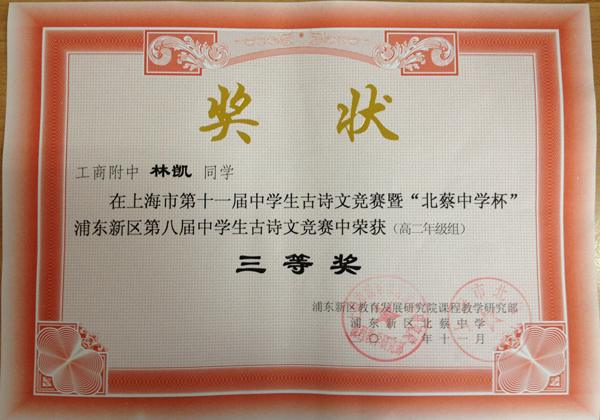 奖 状
工商附中 林凯 同学
在上海市第十一届中学生古诗文竞赛暨“北蔡中学杯”
浦东新区第八届中学生古诗文竞赛中荣获（高二年级组）
三等奖
浦东新区教育发展研究院课程教学研究部
浦东新区北蔡中学
年十一月